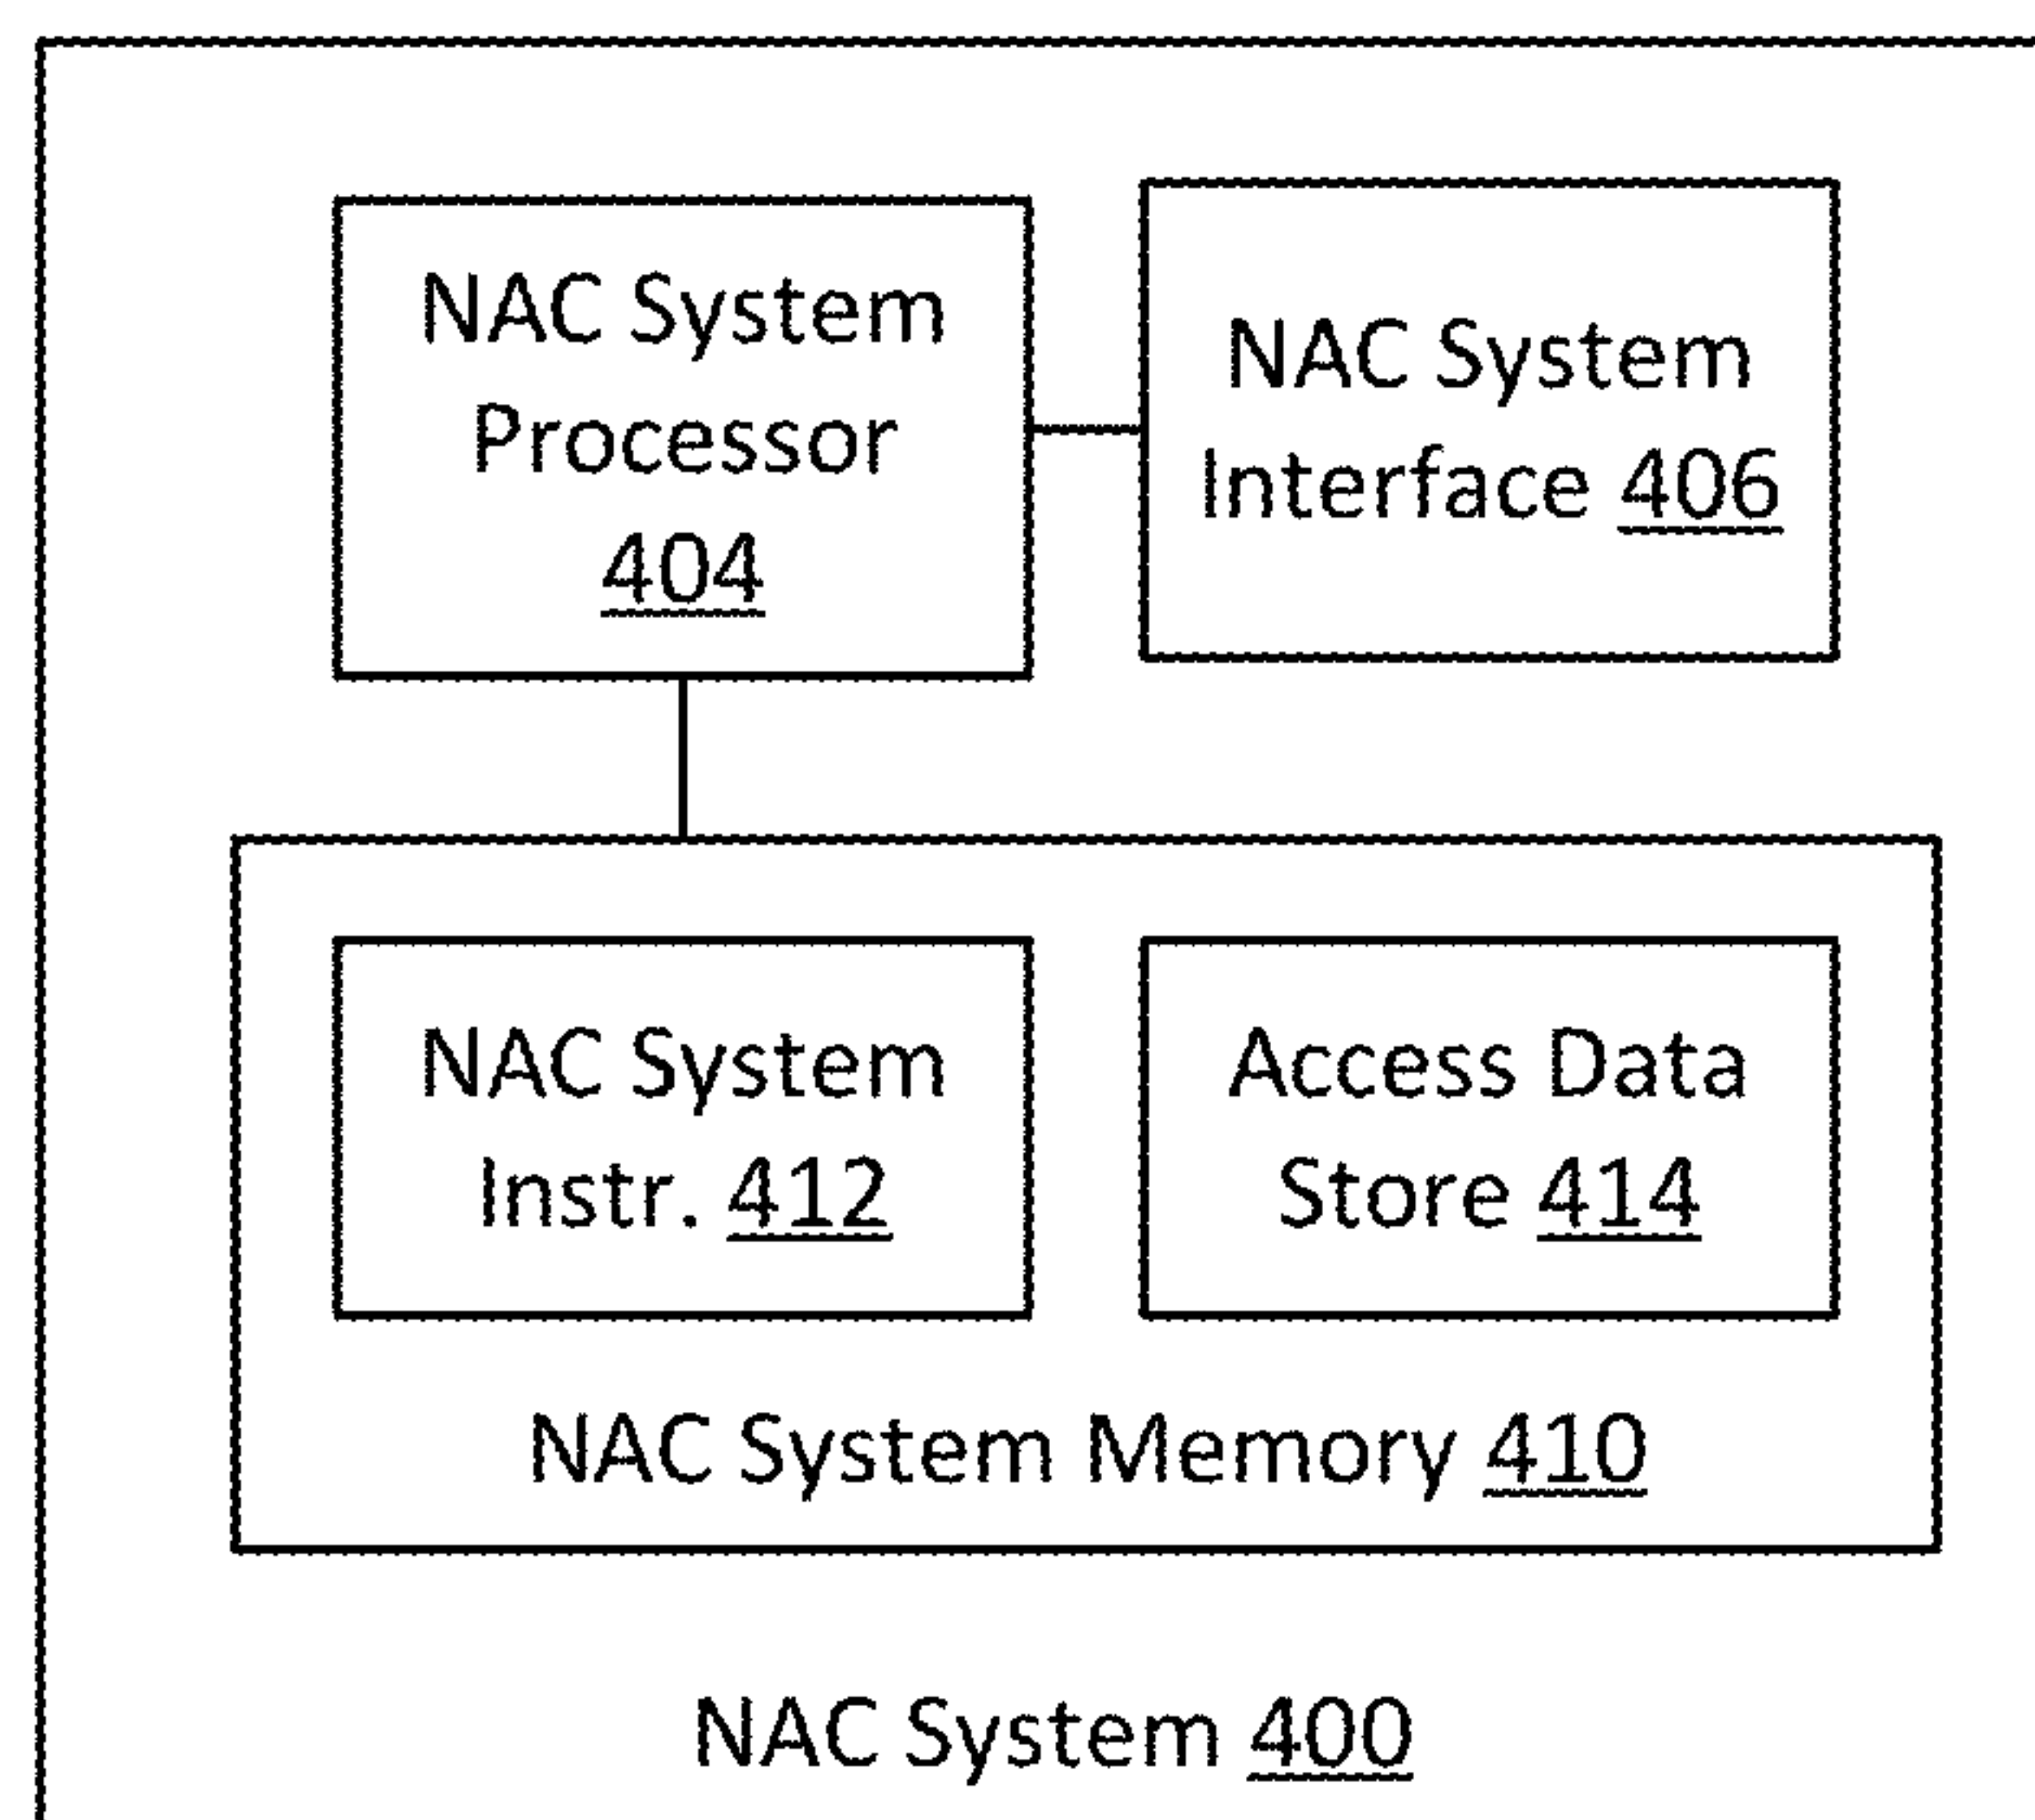 NAC System
Processor
404
NAC System
Interface 406
NAC System
Instr. 412
Access Data
Store 414
NAC System Memory 410
NAC System 400